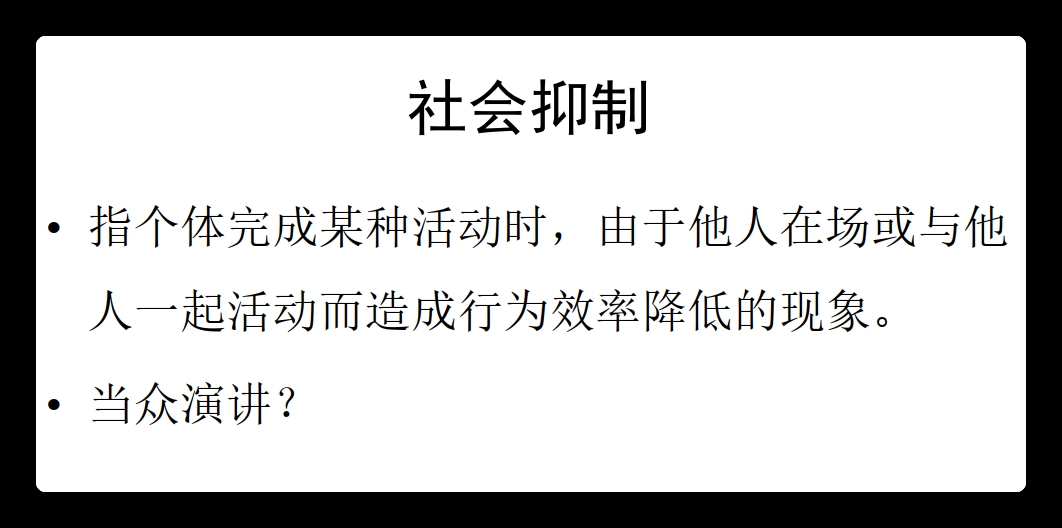 社会抑制
• 指个体完成某种活动时，由于他人在场或与他
人一起活动而造成行为效率降低的现象。
• 当众演讲？